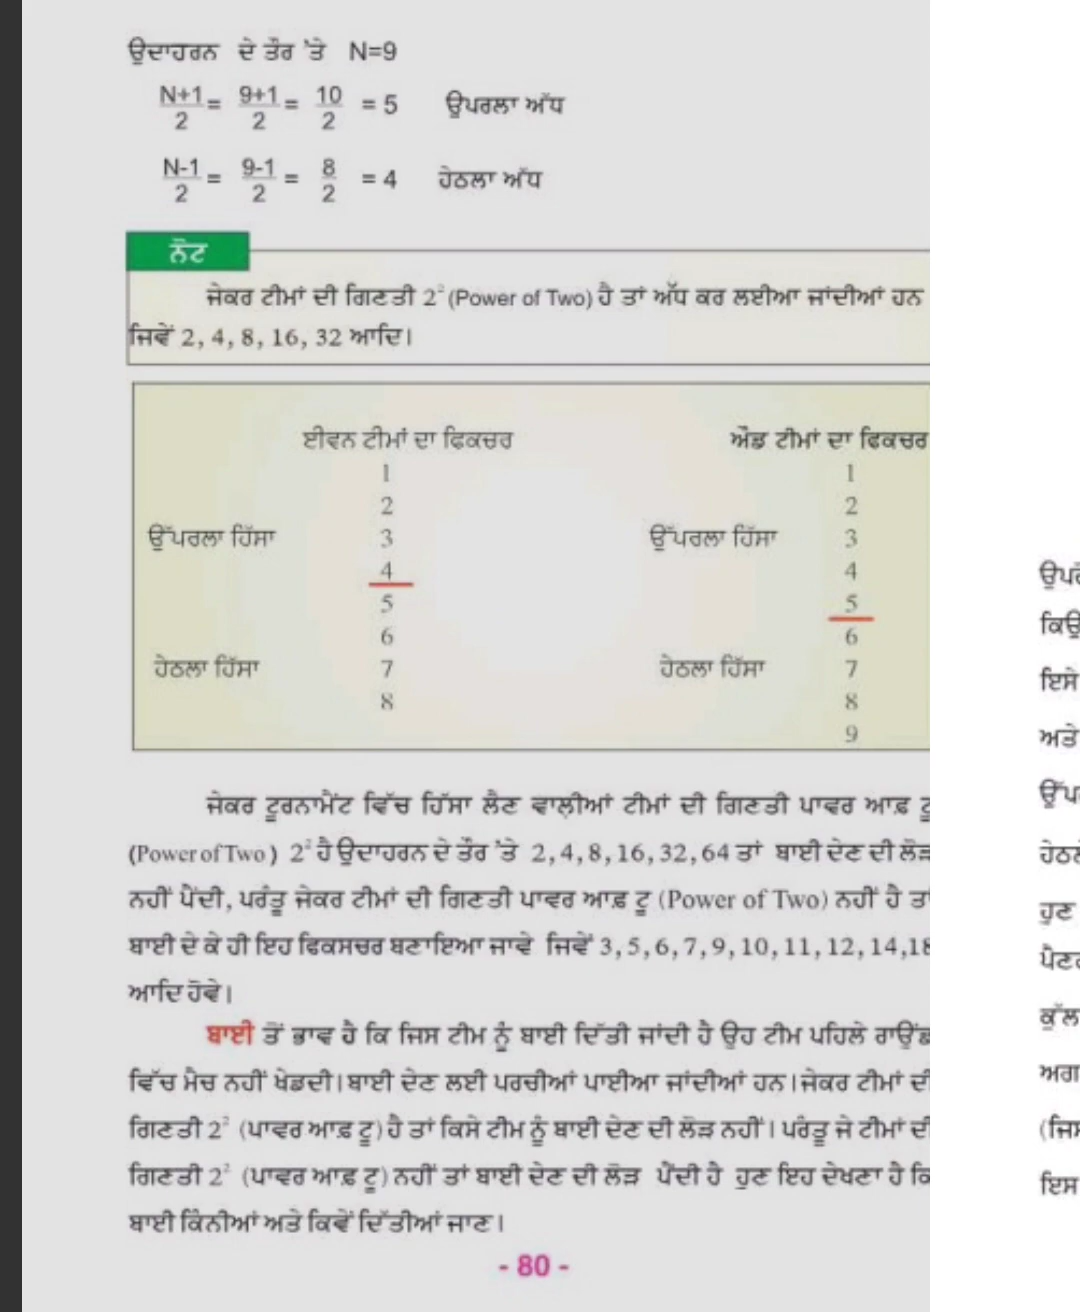 ਉਦਾਹਰਨ ਦੇ ਤੌਰ 'ਤੇ N=9
N+1/2 = 9+1/2 = 10/2 = 5 ਉਪਰਲਾ ਅੱਧ
N-1/2 = 9-1/2 = 8/2 = 4 ਹੇਠਲਾ ਅੱਧ
ਨੋਟ
ਜੇਕਰ ਟੀਮਾਂ ਦੀ ਗਿਣਤੀ 2² (Power of Two) ਹੈ ਤਾਂ ਅੱਧ ਕਰ ਲਈਆ ਜਾਂਦੀਆਂ ਹਨ
ਜਿਵੇਂ 2, 4, 8, 16, 32 ਆਦਿ।
ਈਵਨ ਟੀਮਾਂ ਦਾ ਫਿਕਚਰ ਔਡ ਟੀਮਾਂ ਦਾ ਫਿਕਚਰ
1 1
2 2
ਉੱਪਰਲਾ ਹਿੱਸਾ 3 ਉੱਪਰਲਾ ਹਿੱਸਾ 3
4 4
5 5
6 6
ਹੇਠਲਾ ਹਿੱਸਾ 7 ਹੇਠਲਾ ਹਿੱਸਾ 7
8 8
9
ਜੇਕਰ ਟੂਰਨਾਮੈਂਟ ਵਿੱਚ ਹਿੱਸਾ ਲੈਣ ਵਾਲ਼ੀਆਂ ਟੀਮਾਂ ਦੀ ਗਿਣਤੀ ਪਾਵਰ ਆਫ਼ ਟੂ
(Power of Two) 2² ਹੈ ਉਦਾਹਰਨ ਦੇ ਤੌਰ 'ਤੇ 2, 4, 8, 16, 32, 64 ਤਾਂ ਬਾਈ ਦੇਣ ਦੀ ਲੋੜ
ਨਹੀਂ ਪੈਂਦੀ, ਪਰੰਤੂ ਜੇਕਰ ਟੀਮਾਂ ਦੀ ਗਿਣਤੀ ਪਾਵਰ ਆਫ਼ ਟੂ (Power of Two) ਨਹੀਂ ਹੈ ਤਾਂ
ਬਾਈ ਦੇ ਕੇ ਹੀ ਇਹ ਫਿਕਸਚਰ ਬਣਾਇਆ ਜਾਵੇ ਜਿਵੇਂ 3, 5, 6, 7, 9, 10, 11, 12, 14, 18
ਆਦਿ ਹੋਵੇ।
ਬਾਈ ਤੋਂ ਭਾਵ ਹੈ ਕਿ ਜਿਸ ਟੀਮ ਨੂੰ ਬਾਈ ਦਿੱਤੀ ਜਾਂਦੀ ਹੈ ਉਹ ਟੀਮ ਪਹਿਲੇ ਰਾਊਂਡ
ਵਿੱਚ ਮੈਚ ਨਹੀਂ ਖੇਡਦੀ। ਬਾਈ ਦੇਣ ਲਈ ਪਰਚੀਆਂ ਪਾਈਆ ਜਾਂਦੀਆਂ ਹਨ। ਜੇਕਰ ਟੀਮਾਂ ਦੀ
ਗਿਣਤੀ 2² (ਪਾਵਰ ਆਫ਼ ਟੂ) ਹੈ ਤਾਂ ਕਿਸੇ ਟੀਮ ਨੂੰ ਬਾਈ ਦੇਣ ਦੀ ਲੋੜ ਨਹੀਂ। ਪਰੰਤੂ ਜੇ ਟੀਮਾਂ ਦੀ
ਗਿਣਤੀ 2² (ਪਾਵਰ ਆਫ਼ ਟੂ) ਨਹੀਂ ਤਾਂ ਬਾਈ ਦੇਣ ਦੀ ਲੋੜ ਪੈਂਦੀ ਹੈ ਹੁਣ ਇਹ ਦੇਖਣਾ ਹੈ ਕਿ
ਬਾਈ ਕਿੰਨੀਆਂ ਅਤੇ ਕਿਵੇਂ ਦਿੱਤੀਆਂ ਜਾਣ।
- 80 -
ਇਸੇ
ਅਤੇ
ਹੁਣ
ਇਸ